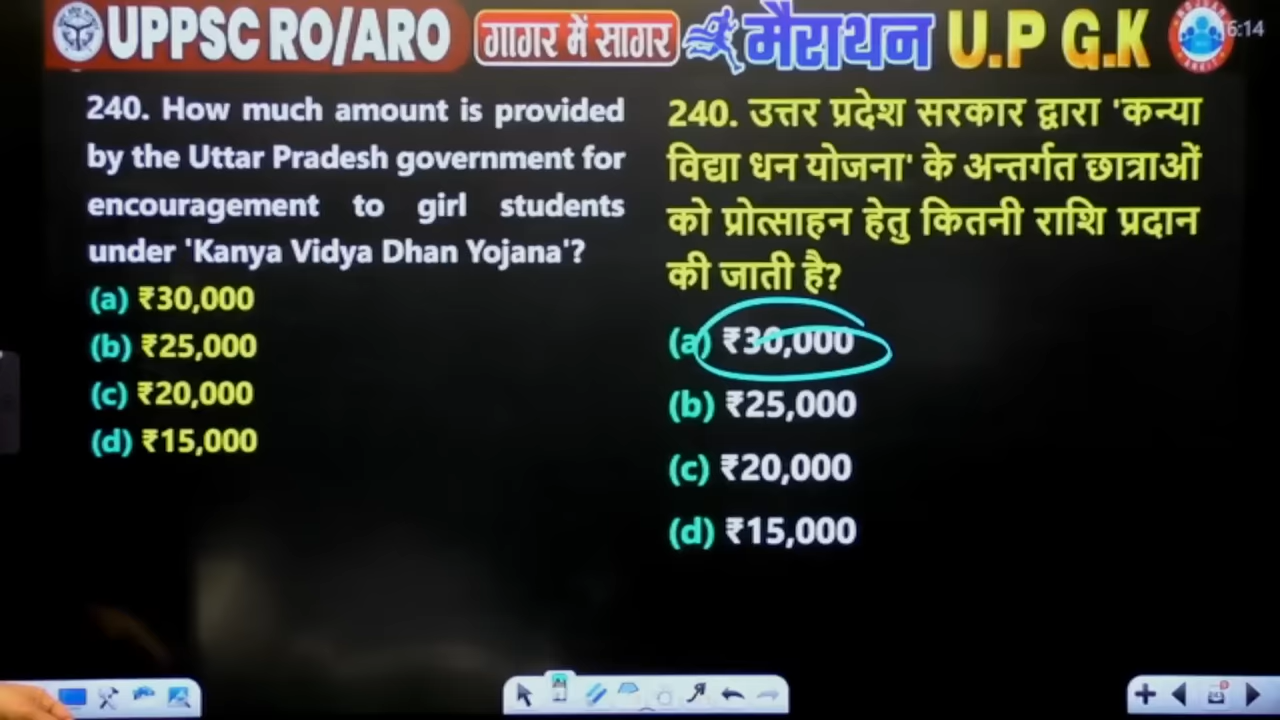 UPPSC RO/ARO गागर में सागर मैराथन U.P G.K
6:14
240. How much amount is provided
by the Uttar Pradesh government for
encouragement to girl students
under 'Kanya Vidya Dhan Yojana'?
(a) ₹30,000
(b) ₹25,000
(c) ₹20,000
(d) ₹15,000
240. उत्तर प्रदेश सरकार द्वारा 'कन्या
विद्या धन योजना' के अन्तर्गत छात्राओं
को प्रोत्साहन हेतु कितनी राशि प्रदान
की जाती है?
(a) ₹30,000
(b) ₹25,000
(c) ₹20,000
(d) ₹15,000